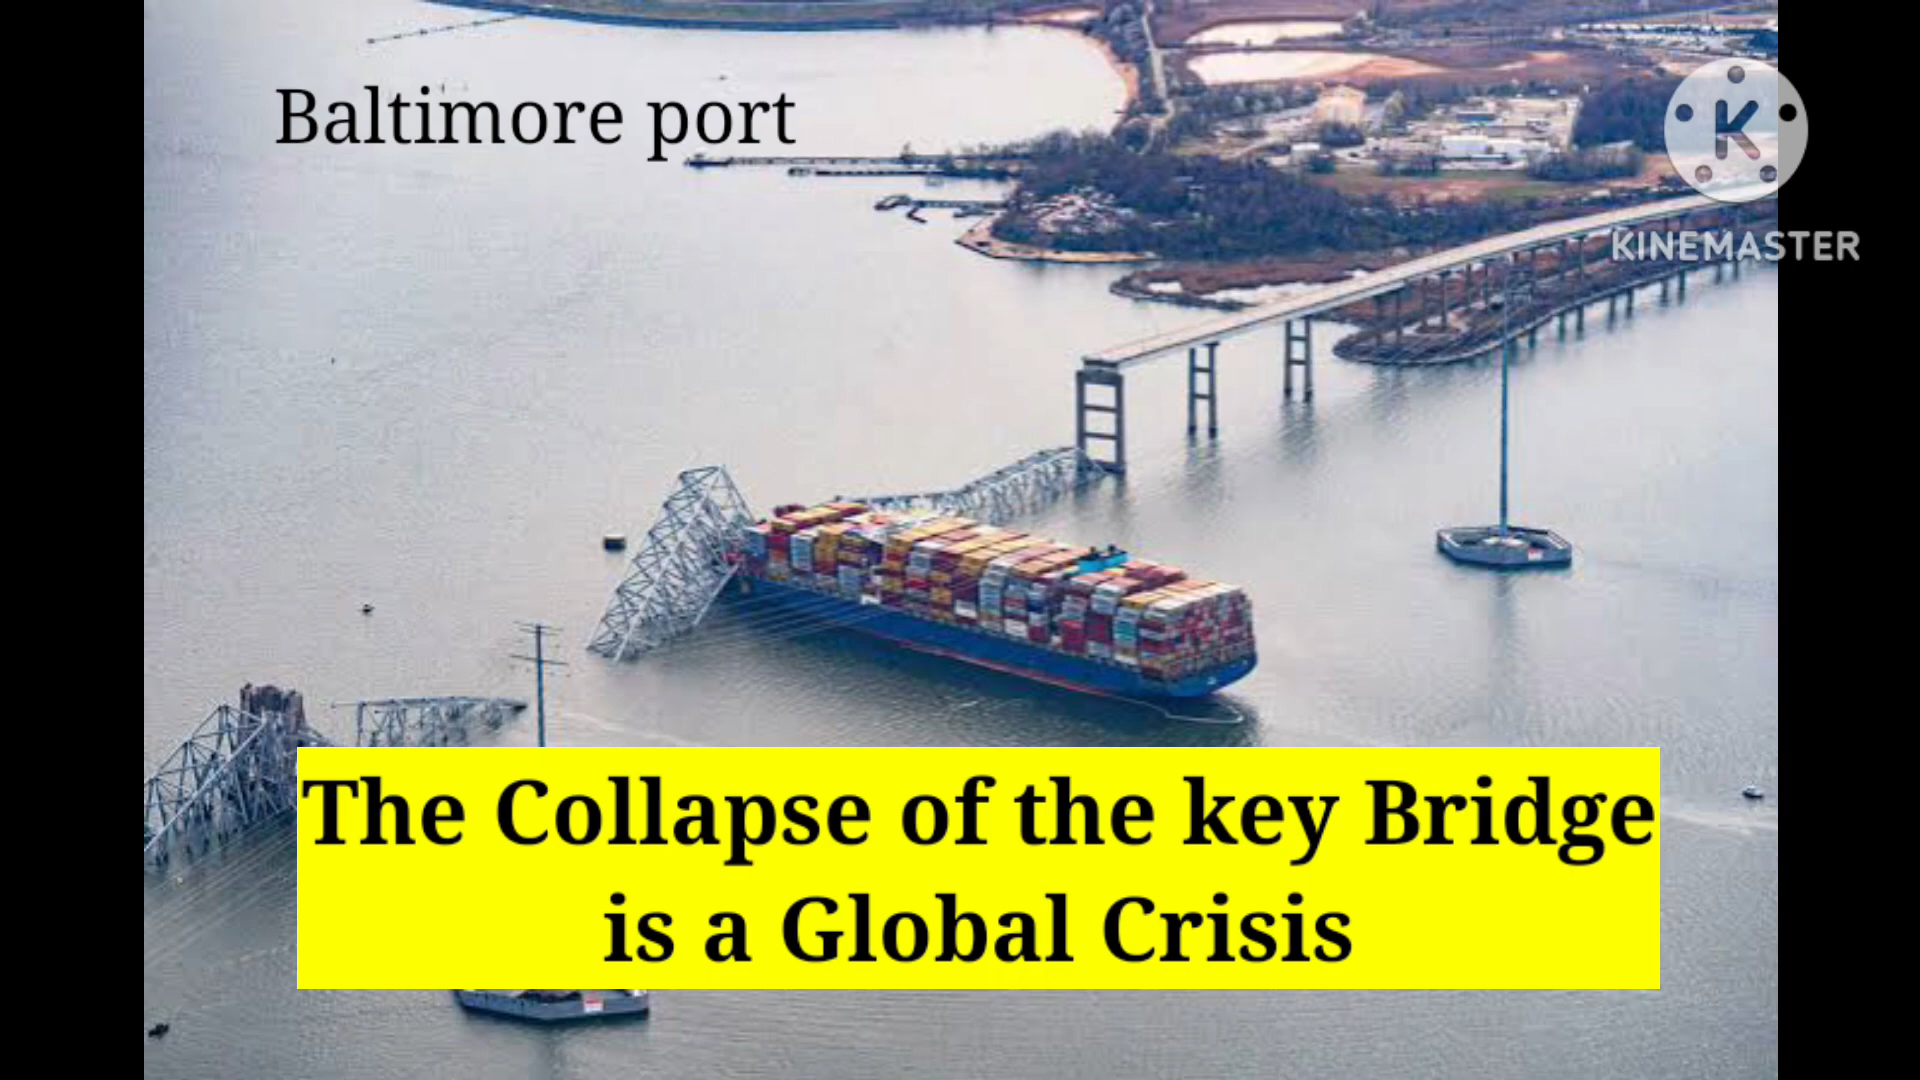 Baltimore port
K
KINEMASTER
The Collapse of the key Bridge
is a Global Crisis